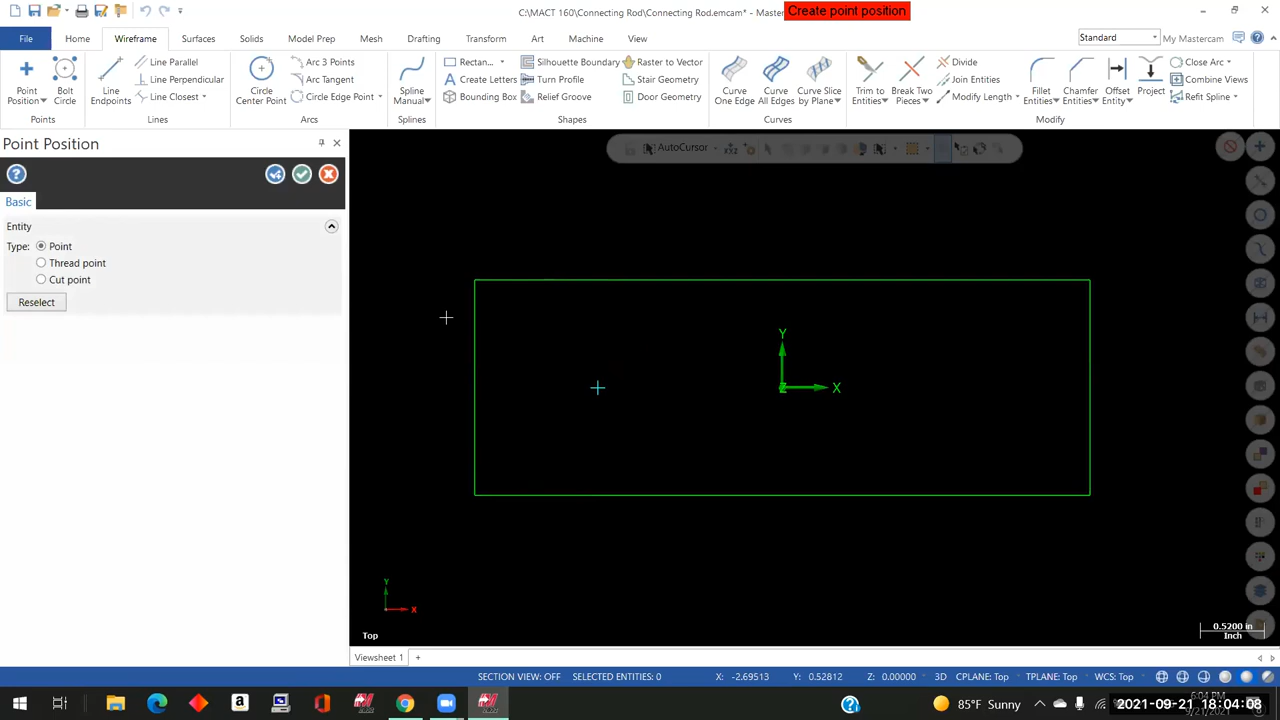 C:\MACT 160\Connecting Rod\Connecting Rod.emcam* - Master
Create point position
File Home Wireframe Surfaces Solids Model Prep Mesh Drafting Transform Art Machine View
Standard
My Mastercam
Point Position
Bolt Circle
Points
Line Endpoints
Line Parallel
Line Perpendicular
Line Closest
Lines
Circle Center Point
Arc 3 Points
Arc Tangent
Circle Edge Point
Arcs
Spline Manual
Splines
Rectan...
Create Letters
Bounding Box
Silhouette Boundary
Turn Profile
Relief Groove
Raster to Vector
Stair Geometry
Door Geometry
Shapes
Curve One Edge
Curve All Edges
Curve Slice by Plane
Curves
Trim to Entities
Break Two Pieces
Divide
Join Entities
Modify Length
Fillet Entities
Chamfer Entities
Offset Entity
Project
Close Arc
Combine Views
Refit Spline
Modify
Point Position
Basic
Entity
Type: Point
Thread point
Cut point
Reselect
AutoCursor
Y
Z X
Y
X
Top
0.5200 in
Inch
Viewsheet 1 +
SECTION VIEW: OFF SELECTED ENTITIES: 0 X: -2.69513 Y: 0.52812 Z: 0.00000 3D CPLANE: Top TPLANE: Top WCS: Top
85°F Sunny
2021-09-21 18:04:08